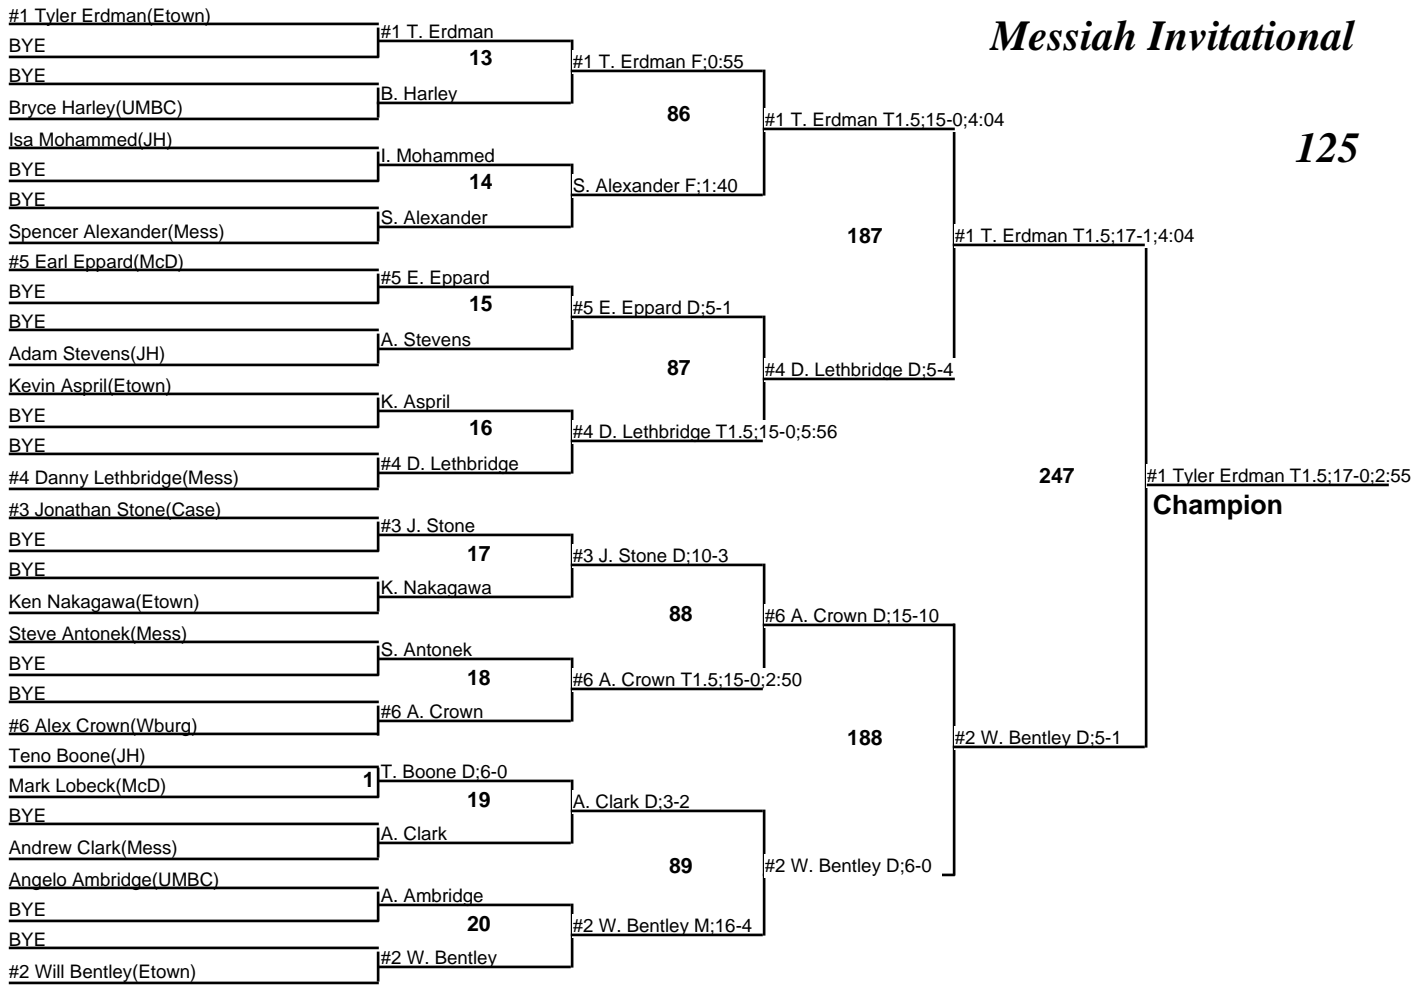 Messiah Invitational
125
#1 Tyler Erdman(Etown)
BYE
BYE
Bryce Harley(UMBC)
Isa Mohammed(JH)
BYE
BYE
Spencer Alexander(Mess)
#5 Earl Eppard(McD)
BYE
BYE
Adam Stevens(JH)
Kevin Aspril(Etown)
BYE
BYE
#4 Danny Lethbridge(Mess)
#3 Jonathan Stone(Case)
BYE
BYE
Ken Nakagawa(Etown)
Steve Antonek(Mess)
BYE
BYE
#6 Alex Crown(Wburg)
Teno Boone(JH)
Mark Lobeck(McD)
BYE
Andrew Clark(Mess)
Angelo Ambridge(UMBC)
BYE
BYE
#2 Will Bentley(Etown)
1
#1 T. Erdman
13
B. Harley
I. Mohammed
14
S. Alexander
#5 E. Eppard
15
A. Stevens
K. Aspril
16
#4 D. Lethbridge
#3 J. Stone
17
K. Nakagawa
S. Antonek
18
#6 A. Crown
T. Boone D;6-0
19
A. Clark
A. Ambridge
20
#2 W. Bentley
#1 T. Erdman F;0:55
86
S. Alexander F;1:40
#5 E. Eppard D;5-1
87
#4 D. Lethbridge T1.5;15-0;5:56
#3 J. Stone D;10-3
88
#6 A. Crown T1.5;15-0;2:50
A. Clark D;3-2
89
#2 W. Bentley M;16-4
#1 T. Erdman T1.5;15-0;4:04
187
#4 D. Lethbridge D;5-4
#6 A. Crown D;15-10
188
#2 W. Bentley D;6-0
#1 T. Erdman T1.5;17-1;4:04
247
#2 W. Bentley D;5-1
#1 Tyler Erdman T1.5;17-0;2:55
Champion